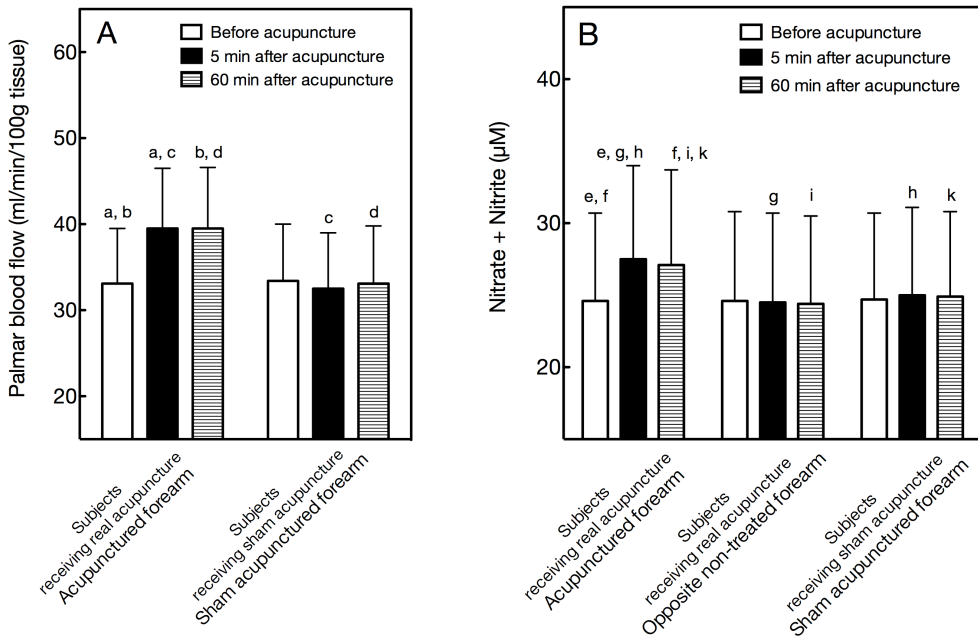 A
Before acupuncture
5 min after acupuncture
60 min after acupuncture
Palmar blood flow (ml/min/100g tissue)
60
50
40
30
20
a, b
a, c
b, d
c
d
Subjects
receiving real acupuncture
Acupunctured forearm
Subjects
receiving sham acupuncture
Sham acupunctured forearm
B
Before acupuncture
5 min after acupuncture
60 min after acupuncture
Nitrate + Nitrite (µM)
40
30
20
e, f
e, g, h
f, i, k
g
i
h
k
Subjects
receiving real acupuncture
Acupunctured forearm
Subjects
receiving real acupuncture
Opposite non-treated forearm
Subjects
receiving sham acupuncture
Sham acupunctured forearm